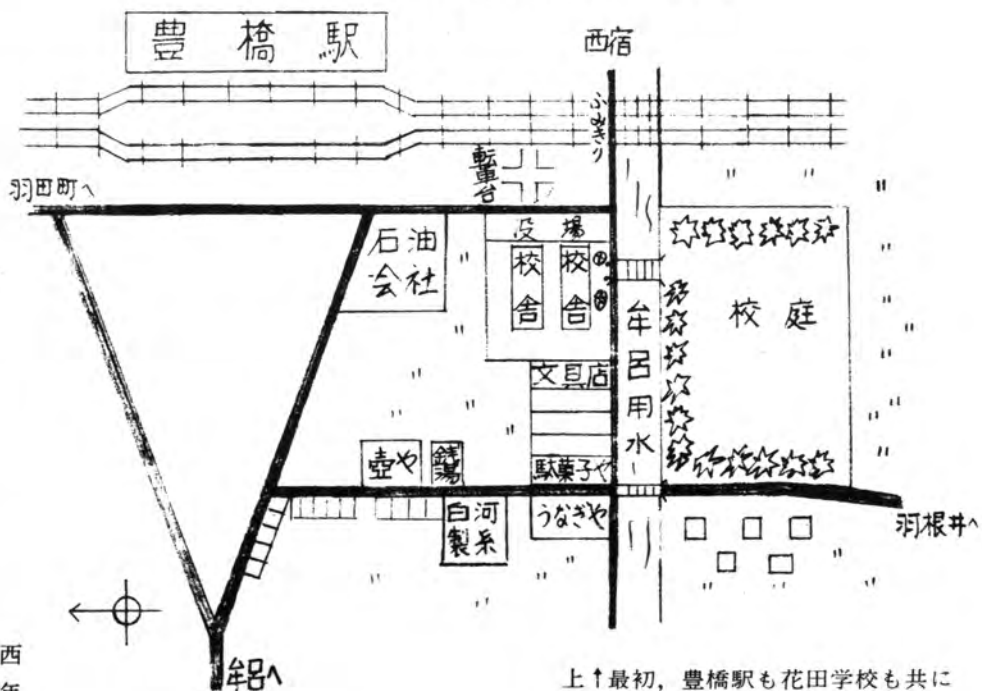 豊橋駅
西宿
ふみきり
転車台
羽田町へ
石油
会社
役場
校舎
校舎
牟呂用水
校庭
文具店
駄菓子や
壺や
銭湯
白河
製糸
うなぎや
羽根井へ
牟呂へ
西
年
上↑最初，豊橋駅も花田学校も共に